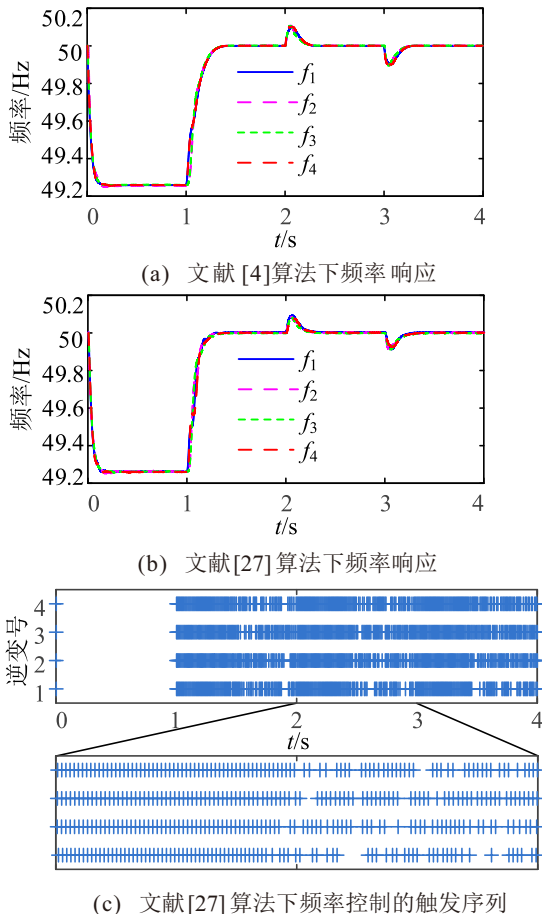 50.2
50
49.8
49.6
49.4
49.2
频率/Hz
f1
f2
f3
f4
0 1 2 3 4
t/s
(a) 文献 [4]算法下频率 响应
50.2
50
49.8
49.6
49.4
49.2
频率/Hz
f1
f2
f3
f4
0 1 2 3 4
t/s
(b) 文献[27]算法下频率响应
逆变号
4
3
2
1
0 1 2 3 4
t/s
(c) 文献[27]算法下频率控制的触发序列